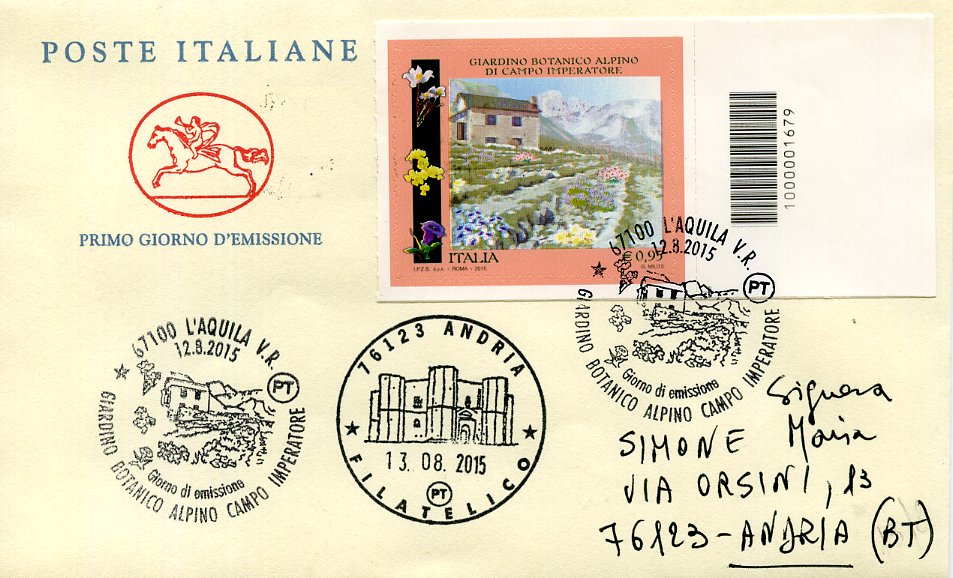 POSTE ITALIANE
PRIMO GIORNO D'EMISSIONE
GIARDINO BOTANICO ALPINO
DI CAMPO IMPERATORE
ITALIA
€ 0,95
I.P.Z.S. S.p.A. - ROMA - 2015
G. MILITE
1000001679
67100 L'AQUILA V.R.
12.8.2015
PT
Giorno di emissione
GIARDINO BOTANICO ALPINO CAMPO IMPERATORE
67100 L'AQUILA V.R.
12.8.2015
PT
Giorno di emissione
GIARDINO BOTANICO ALPINO CAMPO IMPERATORE
76123 ANDRIA
13.08.2015
PT
FILATELICO
Signora
SIMONE Maria
VIA ORSINI, 13
76123 - ANDRIA (BT)